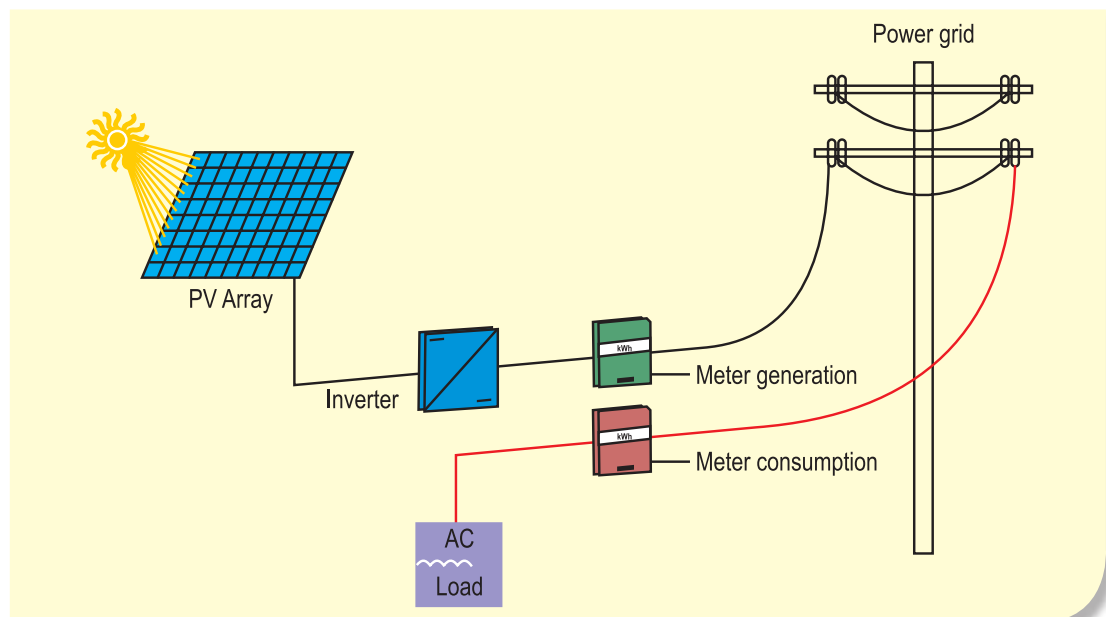 Power grid
PV Array
Inverter
kWh
Meter generation
kWh
Meter consumption
AC
Load